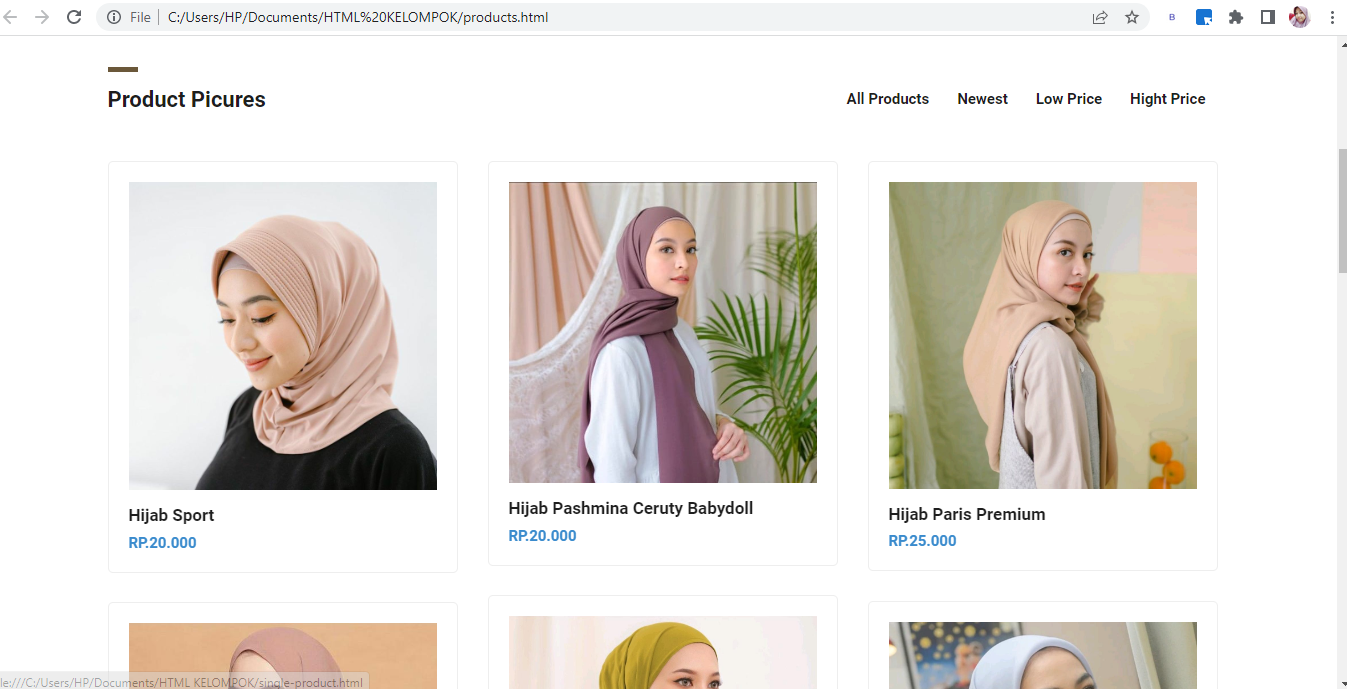 File
C:/Users/HP/Documents/HTML%20KELOMPOK/products.html
B
Product Picures
All Products
Newest
Low Price
Hight Price
Hijab Sport
RP.20.000
Hijab Pashmina Ceruty Babydoll
RP.20.000
Hijab Paris Premium
RP.25.000
le:///C:/Users/HP/Documents/HTML KELOMPOK/single-product.html